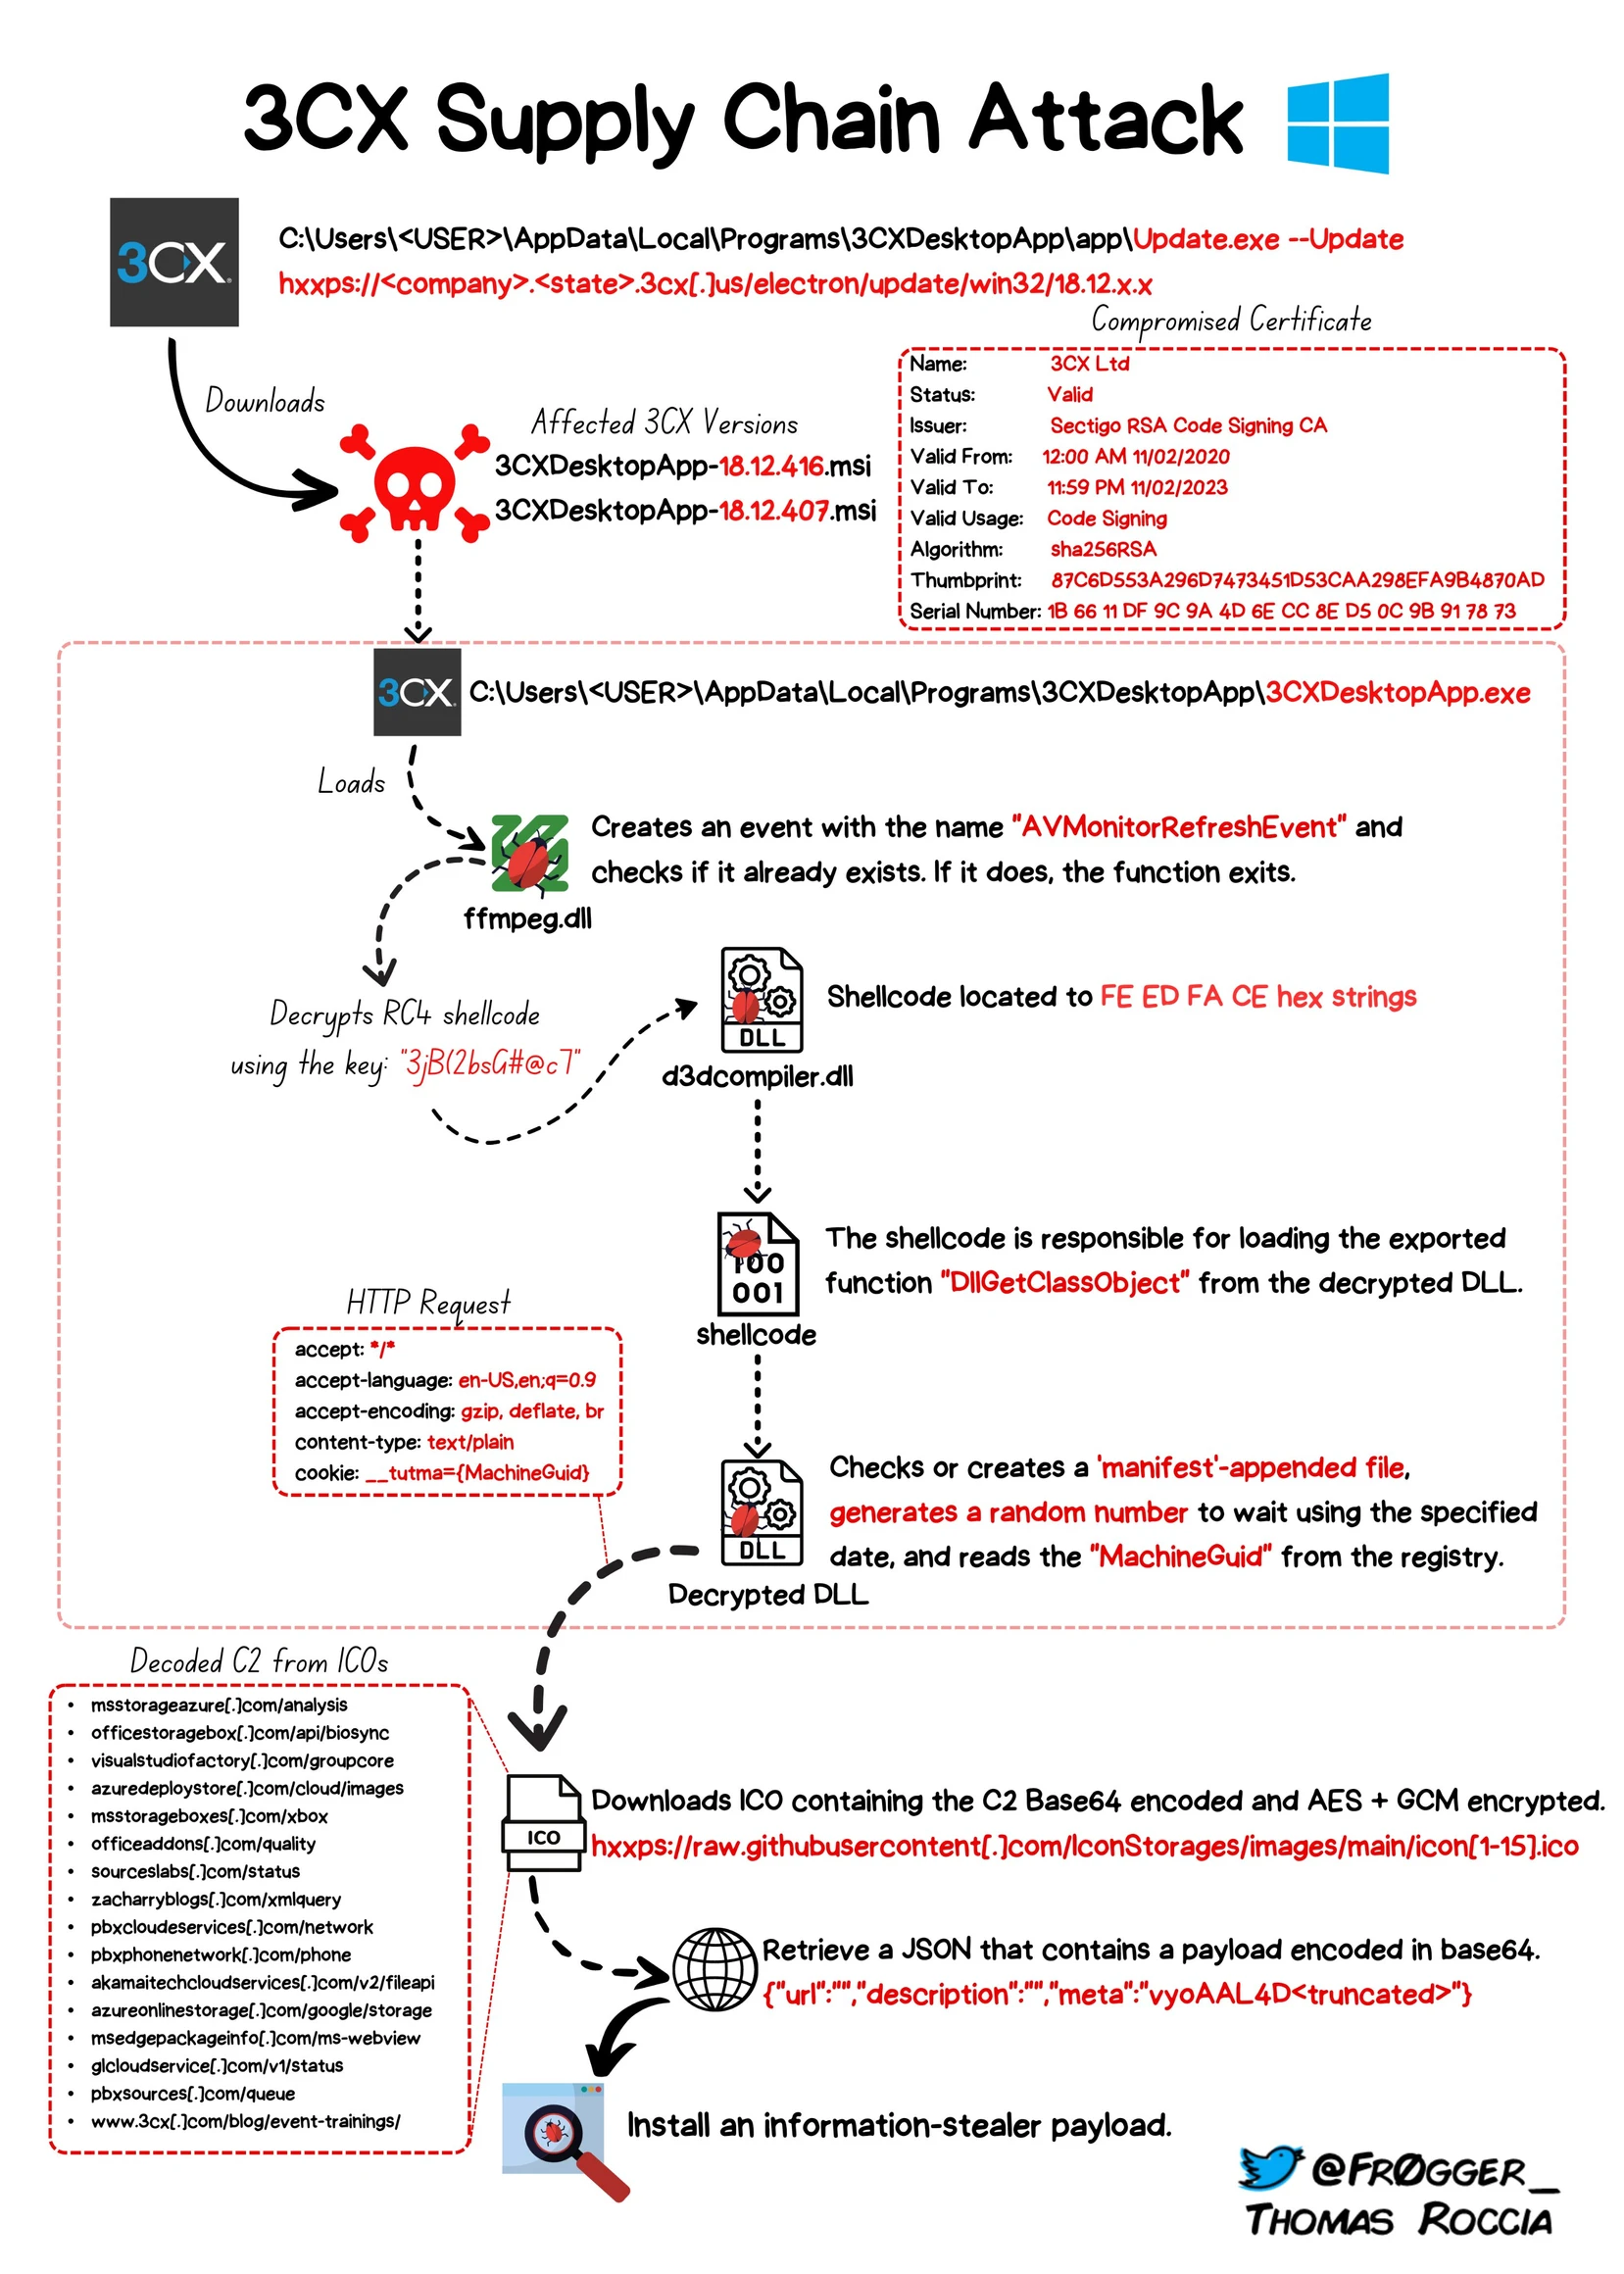 3CX Supply Chain Attack
3CX
C:\Users\<USER>\AppData\Local\Programs\3CXDesktopApp\app\Update.exe --Update
hxxps://<company>.<state>.3cx[.]us/electron/update/win32/18.12.x.x
Downloads
Affected 3CX Versions
3CXDesktopApp-18.12.416.msi
3CXDesktopApp-18.12.407.msi
Compromised Certificate
Name: 3CX Ltd
Status: Valid
Issuer: Sectigo RSA Code Signing CA
Valid From: 12:00 AM 11/02/2020
Valid To: 11:59 PM 11/02/2023
Valid Usage: Code Signing
Algorithm: sha256RSA
Thumbprint: 87C6D553A296D7473451D53CAA298EFA9B4870AD
Serial Number: 1B 66 11 DF 9C 9A 4D 6E CC 8E D5 0C 9B 91 78 73
3CX
C:\Users\<USER>\AppData\Local\Programs\3CXDesktopApp\3CXDesktopApp.exe
Loads
Creates an event with the name "AVMonitorRefreshEvent" and
checks if it already exists. If it does, the function exits.
ffmpeg.dll
Decrypts RC4 shellcode
using the key: "3jB(2bsG#@c7"
DLL
d3dcompiler.dll
Shellcode located to FE ED FA CE hex strings
100
001
shellcode
The shellcode is responsible for loading the exported
function "DllGetClassObject" from the decrypted DLL.
HTTP Request
accept: */*
accept-language: en-US,en;q=0.9
accept-encoding: gzip, deflate, br
content-type: text/plain
cookie: __tutma={MachineGuid}
DLL
Decrypted DLL
Checks or creates a 'manifest'-appended file,
generates a random number to wait using the specified
date, and reads the "MachineGuid" from the registry.
Decoded C2 from ICOs
• msstorageazure[.]com/analysis
• officestoragebox[.]com/api/biosync
• visualstudiofactory[.]com/groupcore
• azuredeploystore[.]com/cloud/images
• msstorageboxes[.]com/xbox
• officeaddons[.]com/quality
• sourceslabs[.]com/status
• zacharryblogs[.]com/xmlquery
• pbxcloudeservices[.]com/network
• pbxphonenetwork[.]com/phone
• akamaitechcloudservices[.]com/v2/fileapi
• azureonlinestorage[.]com/google/storage
• msedgepackageinfo[.]com/ms-webview
• glcloudservice[.]com/v1/status
• pbxsources[.]com/queue
• www.3cx[.]com/blog/event-trainings/
ICO
Downloads ICO containing the C2 Base64 encoded and AES + GCM encrypted.
hxxps://raw.githubusercontent[.]com/IconStorages/images/main/icon[1-15].ico
Retrieve a JSON that contains a payload encoded in base64.
{"url":"","description":"","meta":"vyoAAL4D<truncated>"}
Install an information-stealer payload.
@FR0GGER_
THOMAS ROCCIA